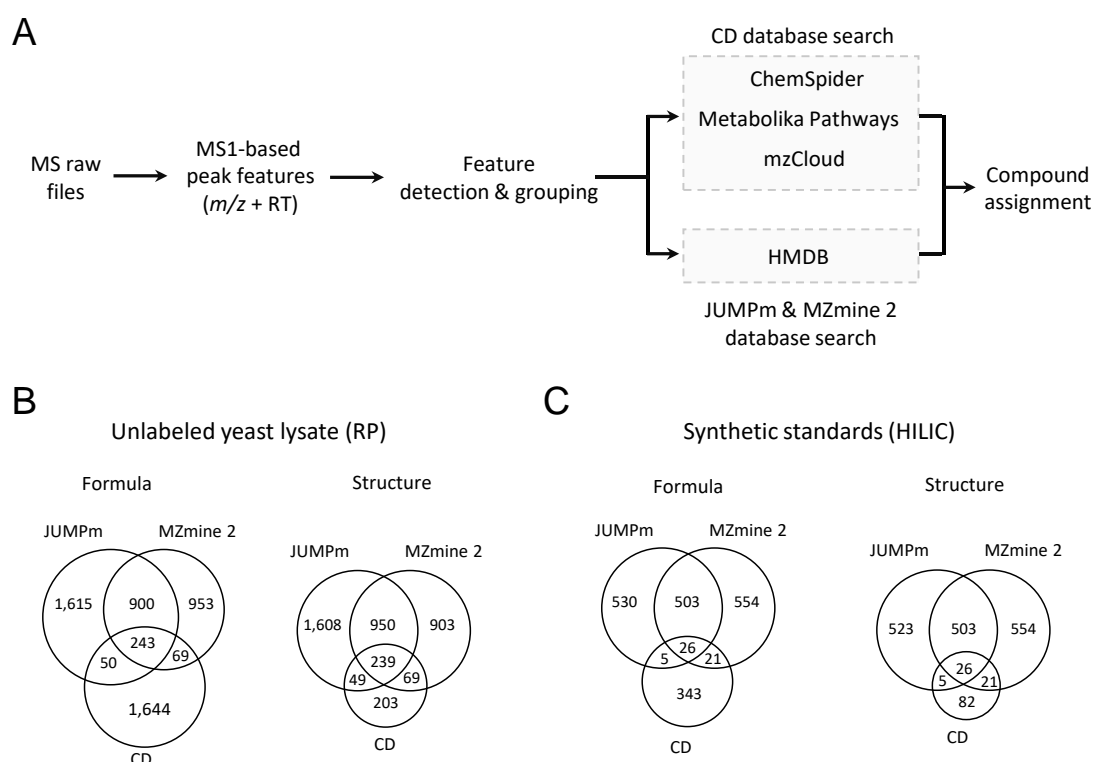 A
CD database search
ChemSpider
Metabolika Pathways
mzCloud
MS raw
files
MS1-based
peak features
(m/z + RT)
Feature
detection & grouping
Compound
assignment
HMDB
JUMPm & MZmine 2
database search
B
Unlabeled yeast lysate (RP)
Formula
JUMPm
MZmine 2
1,615
900
953
243
50
69
1,644
CD
Structure
JUMPm
MZmine 2
1,608
950
903
239
49
69
203
CD
C
Synthetic standards (HILIC)
Formula
JUMPm
MZmine 2
530
503
554
26
5
21
343
CD
Structure
JUMPm
MZmine 2
523
503
554
26
5
21
82
CD